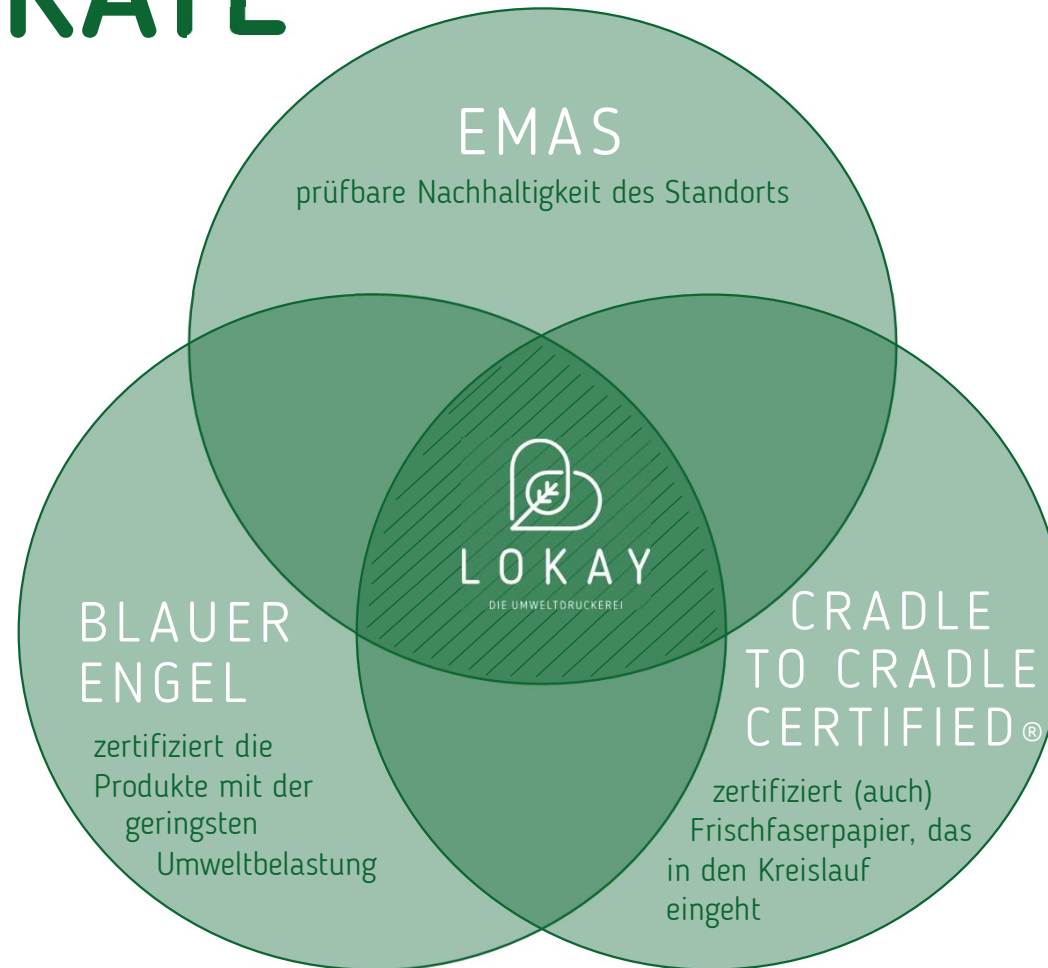 EMAS
prüfbare Nachhaltigkeit des Standorts
LOKAY
DIE UMWELTDRUCKEREI
BLAUER
ENGEL
zertifiziert die
Produkte mit der
geringsten
Umweltbelastung
CRADLE
TO CRADLE
CERTIFIED®
zertifiziert (auch)
Frischfaserpapier, das
in den Kreislauf
eingeht